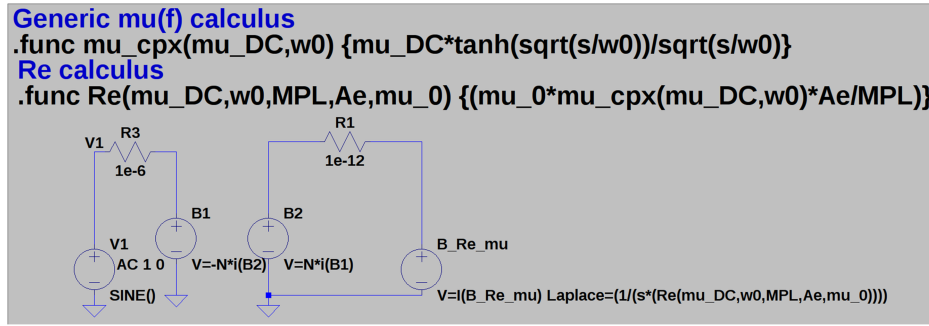 Generic mu(f) calculus
.func mu_cpx(mu_DC,w0) {mu_DC*tanh(sqrt(s/w0))/sqrt(s/w0)}
Re calculus
.func Re(mu_DC,w0,MPL,Ae,mu_0) {(mu_0*mu_cpx(mu_DC,w0)*Ae/MPL)}
R1
V1 R3
1e-12
1e-6
B1 B2
V1 B_Re_mu
AC 1 0 V=-N*i(B2) V=N*i(B1)
SINE() V=I(B_Re_mu) Laplace=(1/(s*(Re(mu_DC,w0,MPL,Ae,mu_0))))